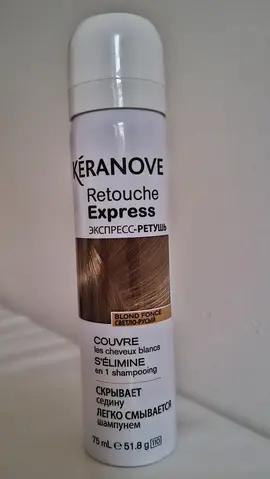 KÉRANOVE
Retouche
Express
ЭКСПРЕСС-РЕТУШЬ
BLOND FONCÉ
СВЕТЛО-РУСЫЙ
COUVRE
les cheveux blancs
S'ÉLIMINE
en 1 shampooing
СКРЫВАЕТ
седину
ЛЕГКО СМЫВАЕТСЯ
шампунем
75 mL ℮ 51.8 g 110